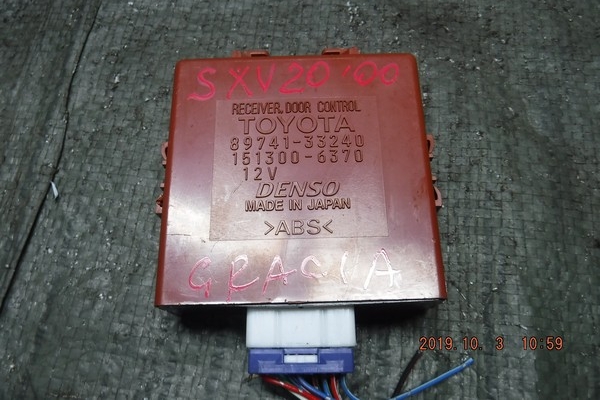 SXV20'00
RECEIVER, DOOR CONTROL
TOYOTA
89741-33240
151300-6370
12V
DENSO
MADE IN JAPAN
>ABS<
GRACIA
2019.10. 3 10:59